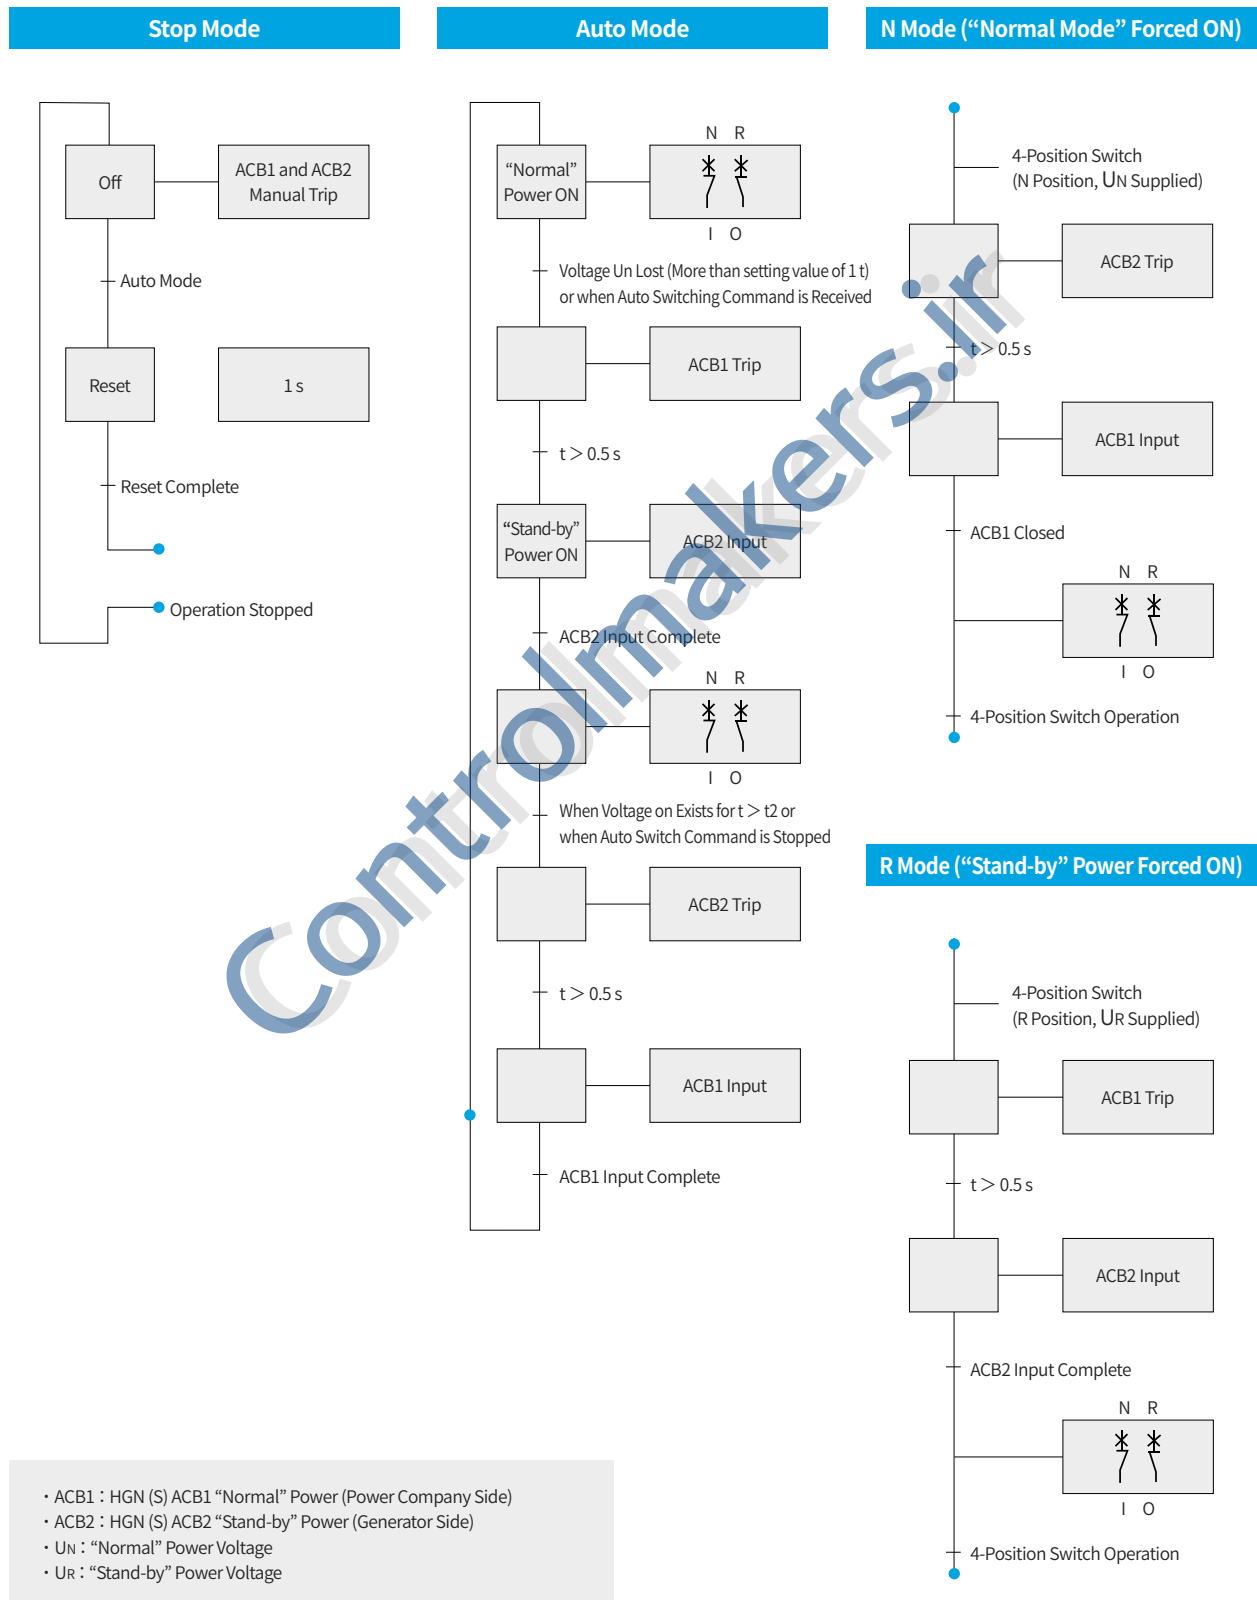 Stop Mode
Off
ACB1 and ACB2
Manual Trip
Auto Mode
Reset
1 s
Reset Complete
Operation Stopped
Auto Mode
"Normal"
Power ON
N R
I O
Voltage Un Lost (More than setting value of 1 t)
or when Auto Switching Command is Received
ACB1 Trip
t > 0.5 s
"Stand-by"
Power ON
ACB2 Input
ACB2 Input Complete
N R
I O
When Voltage on Exists for t > t2 or
when Auto Switch Command is Stopped
ACB2 Trip
t > 0.5 s
ACB1 Input
ACB1 Input Complete
N Mode ("Normal Mode" Forced ON)
4-Position Switch
(N Position, UN Supplied)
ACB2 Trip
t > 0.5 s
ACB1 Input
ACB1 Closed
N R
I O
4-Position Switch Operation
R Mode ("Stand-by" Power Forced ON)
4-Position Switch
(R Position, UR Supplied)
ACB1 Trip
t > 0.5 s
ACB2 Input
ACB2 Input Complete
N R
I O
4-Position Switch Operation
· ACB1 : HGN (S) ACB1 "Normal" Power (Power Company Side)
· ACB2 : HGN (S) ACB2 "Stand-by" Power (Generator Side)
· UN : "Normal" Power Voltage
· UR : "Stand-by" Power Voltage
Controlmakers.ir